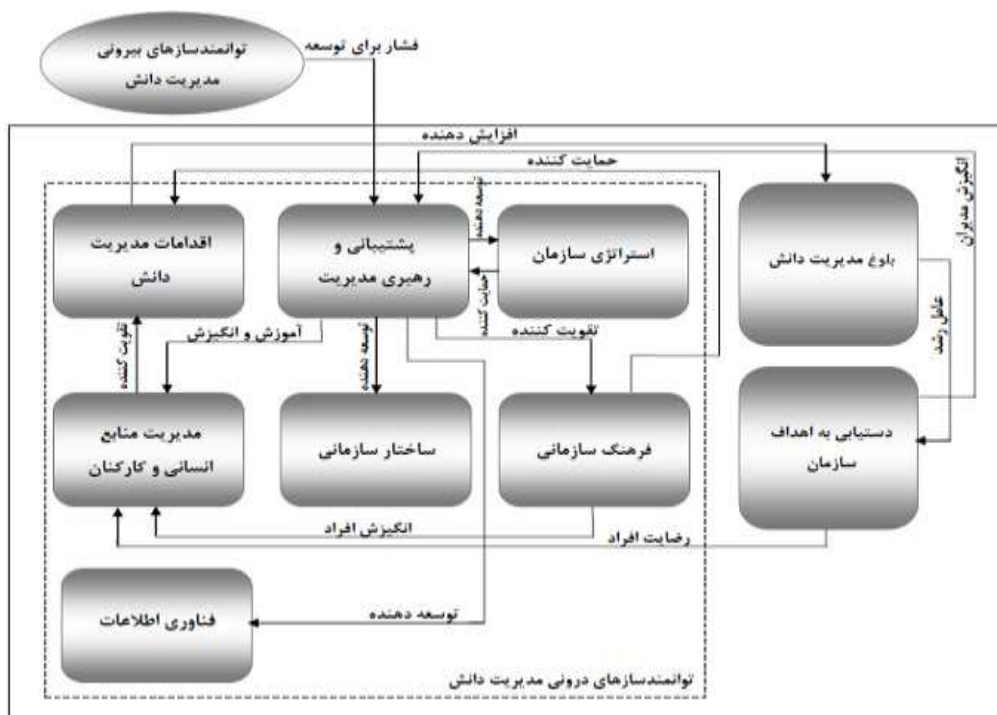 توانمندسازهای بیرونی
مدیریت دانش
فشار برای توسعه
افزایش دهنده
حمایت کننده
انگیزش مدیران
اقدامات مدیریت
دانش
پشتیبانی و
رهبری مدیریت
توسعه دهنده
حمایت کننده
استراتژی سازمان
بلوغ مدیریت دانش
عامل رشد
تقویت کننده
آموزش و انگیزش
توسعه دهنده
تقویت کننده
مدیریت منابع
انسانی و کارکنان
ساختار سازمانی
فرهنگ سازمانی
دستیابی به اهداف
سازمان
انگیزش افراد
رضایت افراد
فناوری اطلاعات
توسعه دهنده
توانمندسازهای درونی مدیریت دانش